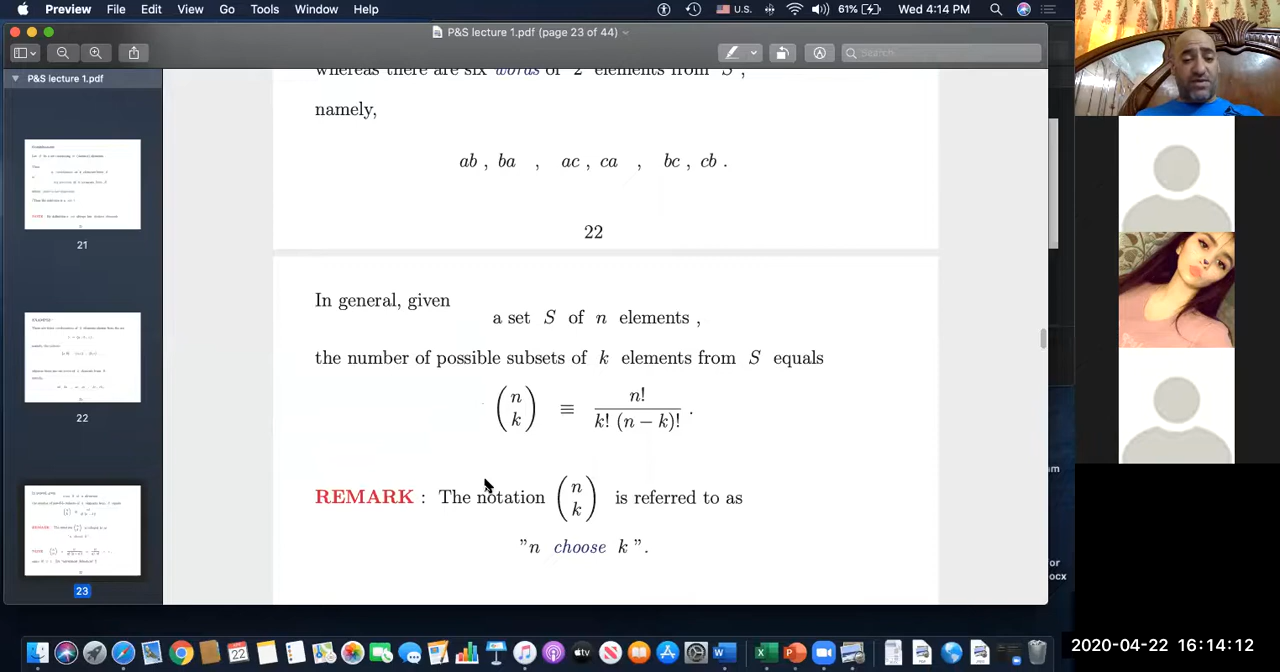 Preview File Edit View Go Tools Window Help
U.S. 61% Wed 4:14 PM
P&S lecture 1.pdf (page 23 of 44)
Search
P&S lecture 1.pdf
21
22
23
whereas there are six words of 2 elements from S ,
namely,
ab , ba , ac , ca , bc , cb .
22
In general, given
a set S of n elements ,
the number of possible subsets of k elements from S equals
(n k) ≡ n! / k! (n − k)! .
REMARK : The notation (n k) is referred to as
”n choose k ”.
2020-04-22 16:14:12